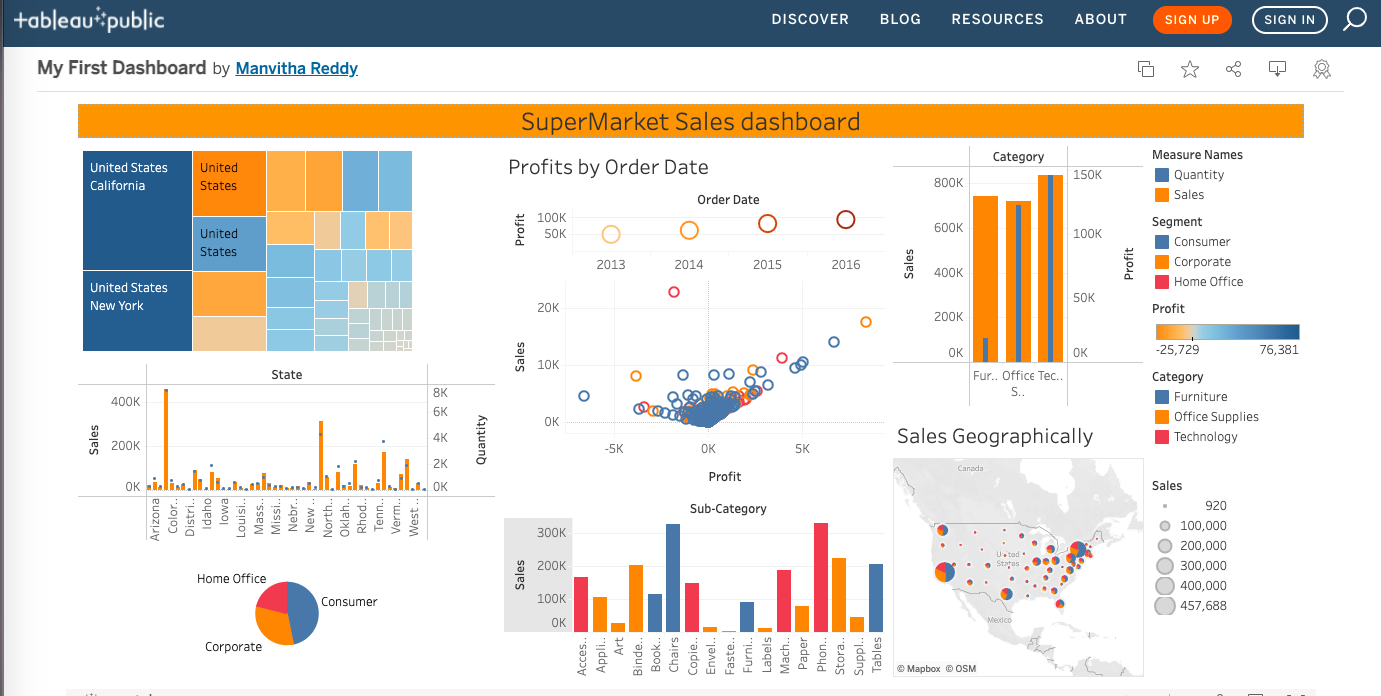 +ableau public
DISCOVER BLOG RESOURCES ABOUT SIGN UP SIGN IN
My First Dashboard by Manvitha Reddy
SuperMarket Sales dashboard
United States
California
United States
New York
United
States
United
States
State
Sales
400K
200K
0K
8K
6K
4K
2K
0K
Quantity
Arizona
Color..
Distri..
Idaho
Iowa
Louisi..
Mass..
Missi..
Nebr..
New ..
North..
Oklah..
Rhod..
Tenn..
Verm..
West ..
Home Office
Consumer
Corporate
Profits by Order Date
Order Date
Profit
100K
50K
2013 2014 2015 2016
Sales
20K
10K
0K
-5K 0K 5K
Profit
Sub-Category
Sales
300K
200K
100K
0K
Acces..
Appli..
Art
Binde..
Book..
Chairs
Copie..
Envel..
Faste..
Furni..
Labels
Mach..
Paper
Phon..
Stora..
Suppl..
Tables
Category
Sales
800K
600K
400K
200K
0K
150K
100K
50K
0K
Profit
Fur.. Office Tec..
S..
Sales Geographically
Canada
United
States
Mexico
© Mapbox © OSM
Measure Names
Quantity
Sales
Segment
Consumer
Corporate
Home Office
Profit
-25,729 76,381
Category
Furniture
Office Supplies
Technology
Sales
920
100,000
200,000
300,000
400,000
457,688